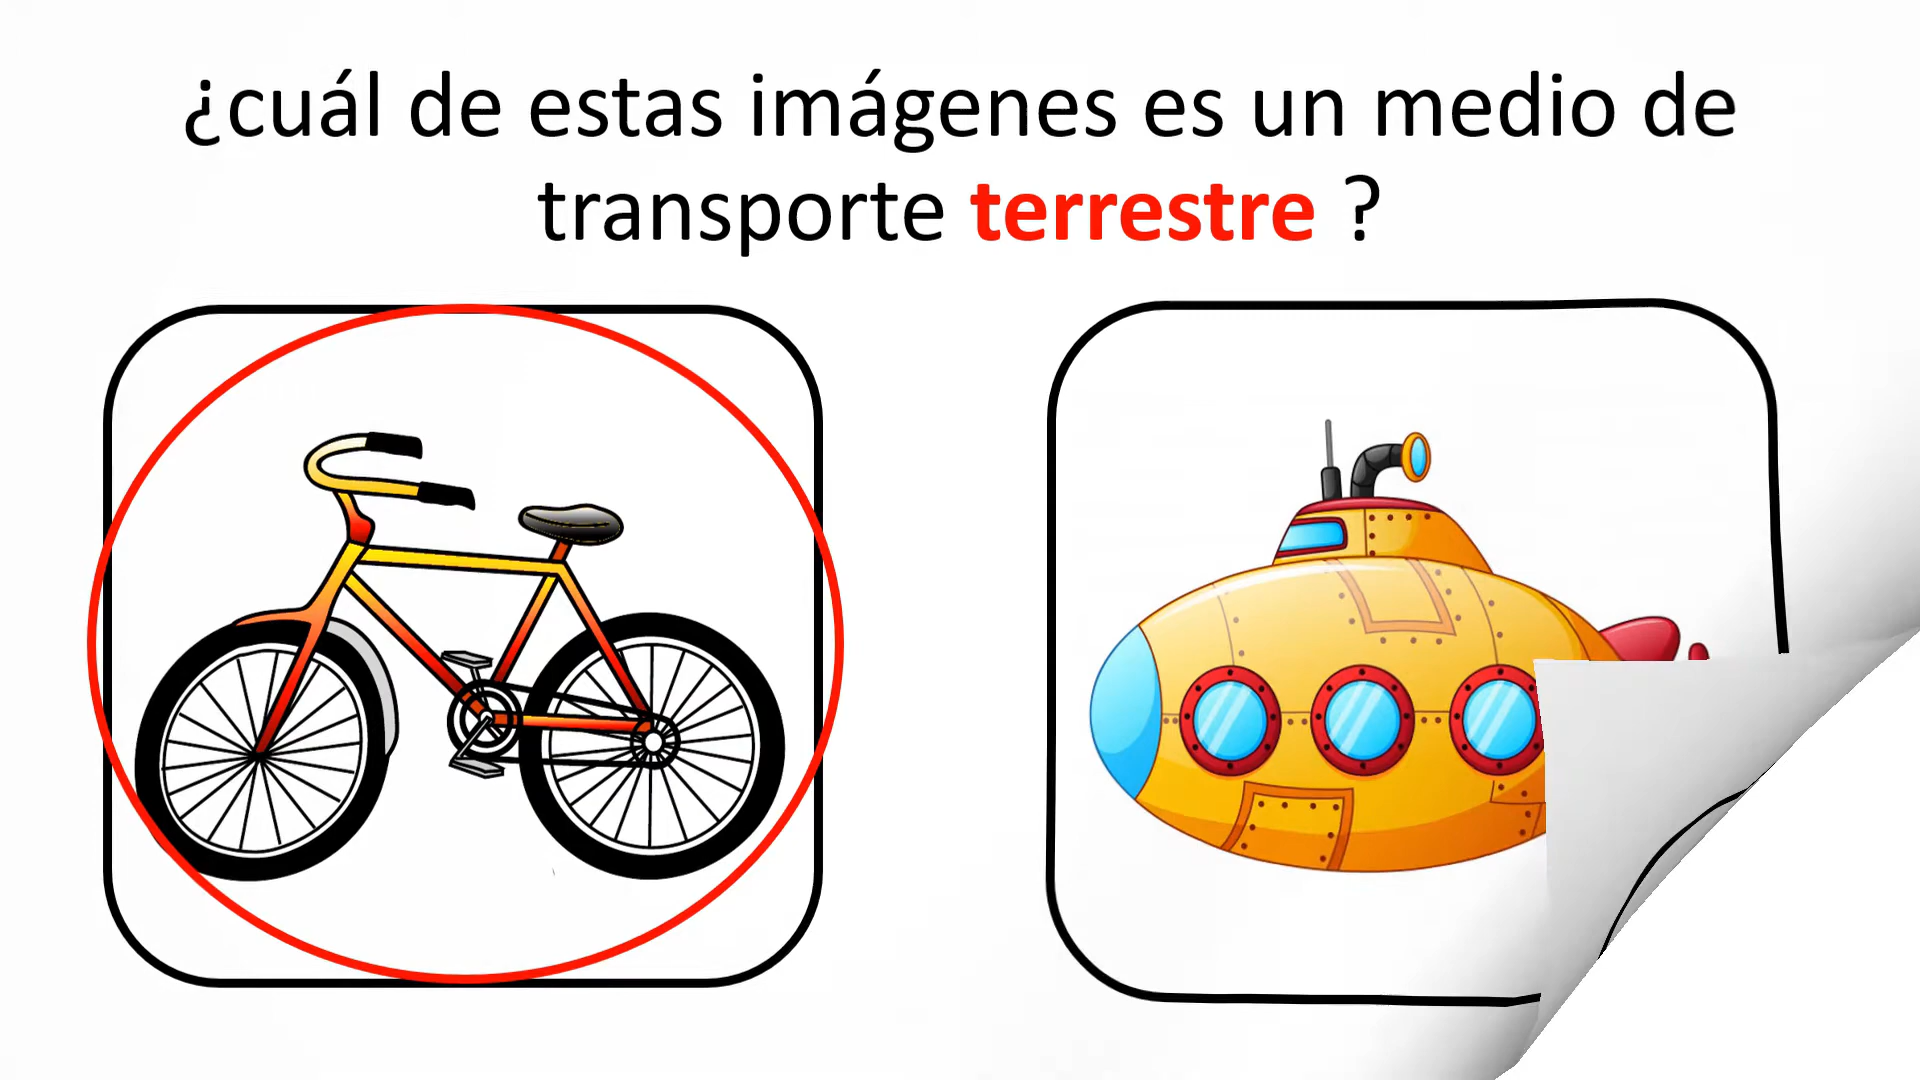 ¿cuál de estas imágenes es un medio de
transporte terrestre ?